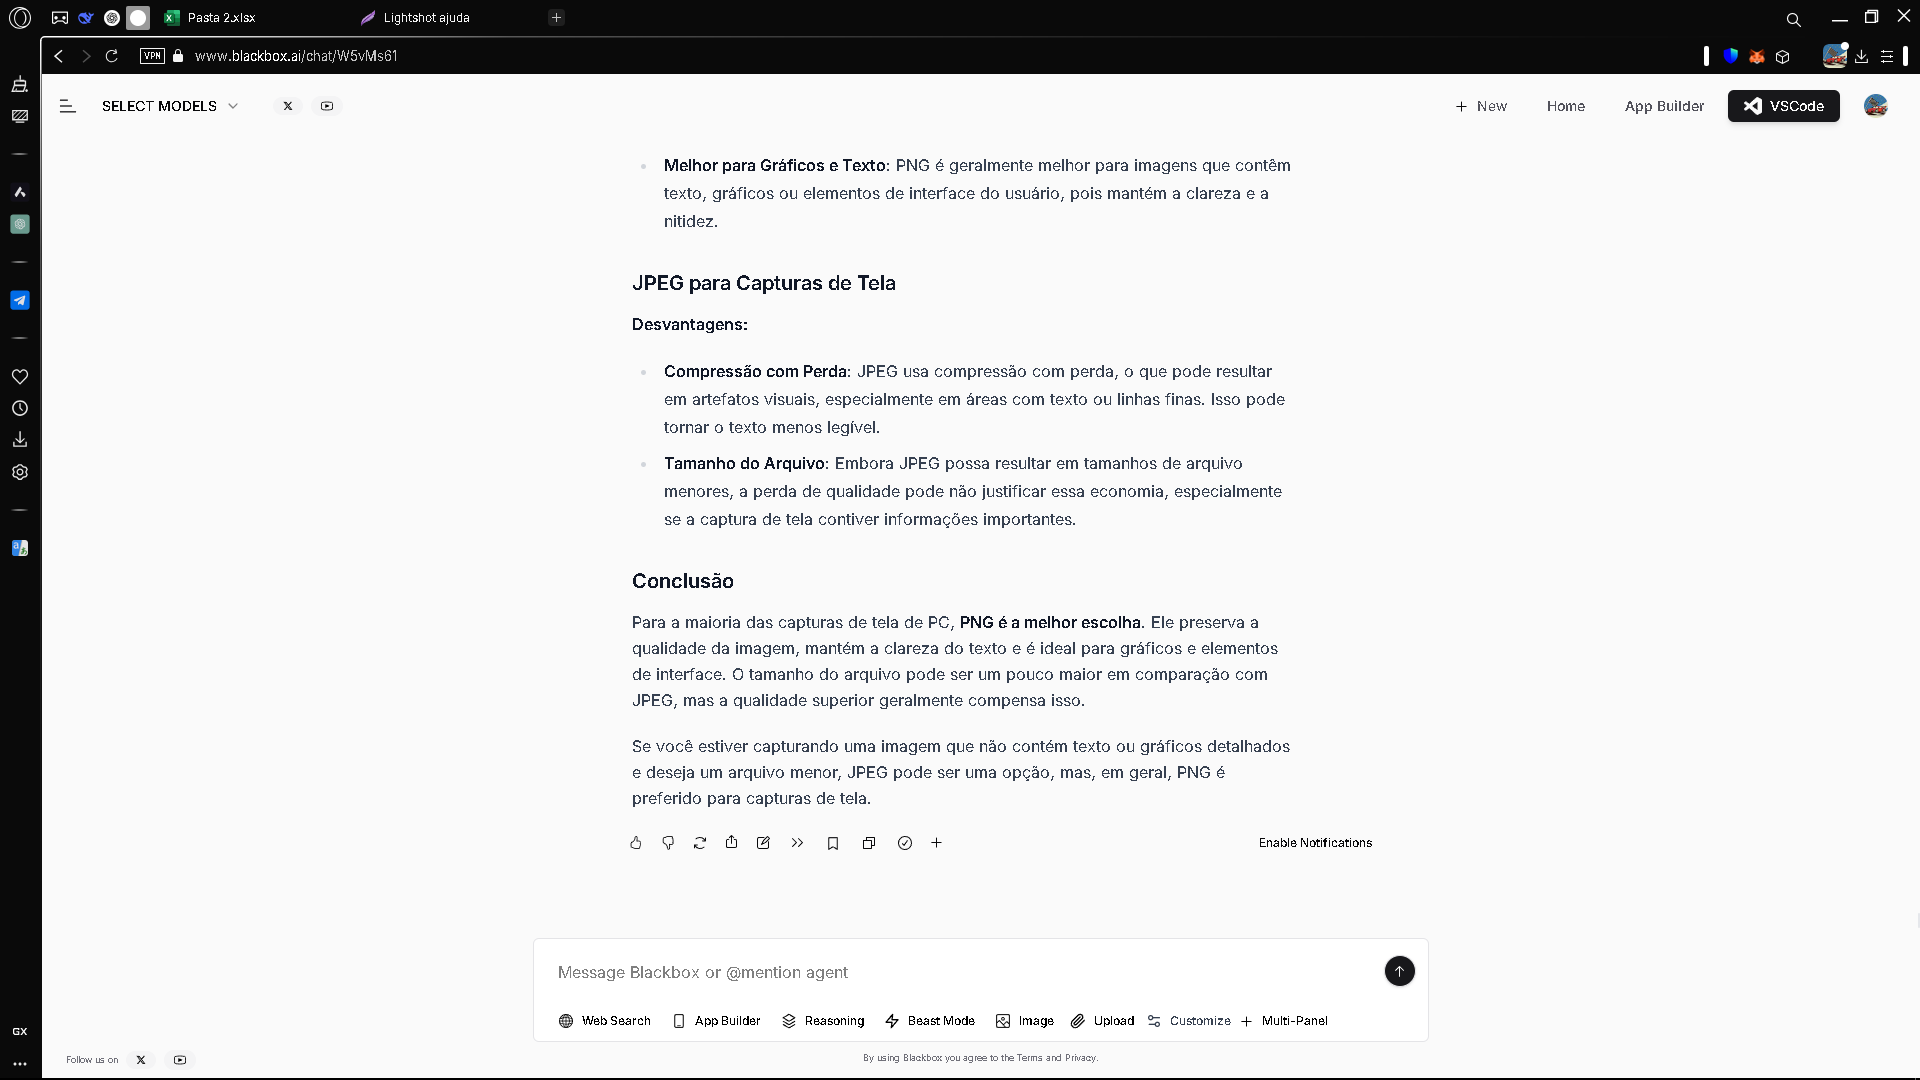 Pasta 2.xlsx
Lightshot ajuda
VPN
www.blackbox.ai/chat/W5vMs61
SELECT MODELS
New
Home
App Builder
VSCode
Melhor para Gráficos e Texto: PNG é geralmente melhor para imagens que contêm
texto, gráficos ou elementos de interface do usuário, pois mantém a clareza e a
nitidez.
JPEG para Capturas de Tela
Desvantagens:
Compressão com Perda: JPEG usa compressão com perda, o que pode resultar
em artefatos visuais, especialmente em áreas com texto ou linhas finas. Isso pode
tornar o texto menos legível.
Tamanho do Arquivo: Embora JPEG possa resultar em tamanhos de arquivo
menores, a perda de qualidade pode não justificar essa economia, especialmente
se a captura de tela contiver informações importantes.
Conclusão
Para a maioria das capturas de tela de PC, PNG é a melhor escolha. Ele preserva a
qualidade da imagem, mantém a clareza do texto e é ideal para gráficos e elementos
de interface. O tamanho do arquivo pode ser um pouco maior em comparação com
JPEG, mas a qualidade superior geralmente compensa isso.
Se você estiver capturando uma imagem que não contém texto ou gráficos detalhados
e deseja um arquivo menor, JPEG pode ser uma opção, mas, em geral, PNG é
preferido para capturas de tela.
Enable Notifications
Message Blackbox or @mention agent
Web Search
App Builder
Reasoning
Beast Mode
Image
Upload
Customize
Multi-Panel
GX
Follow us on
By using Blackbox you agree to the Terms and Privacy.